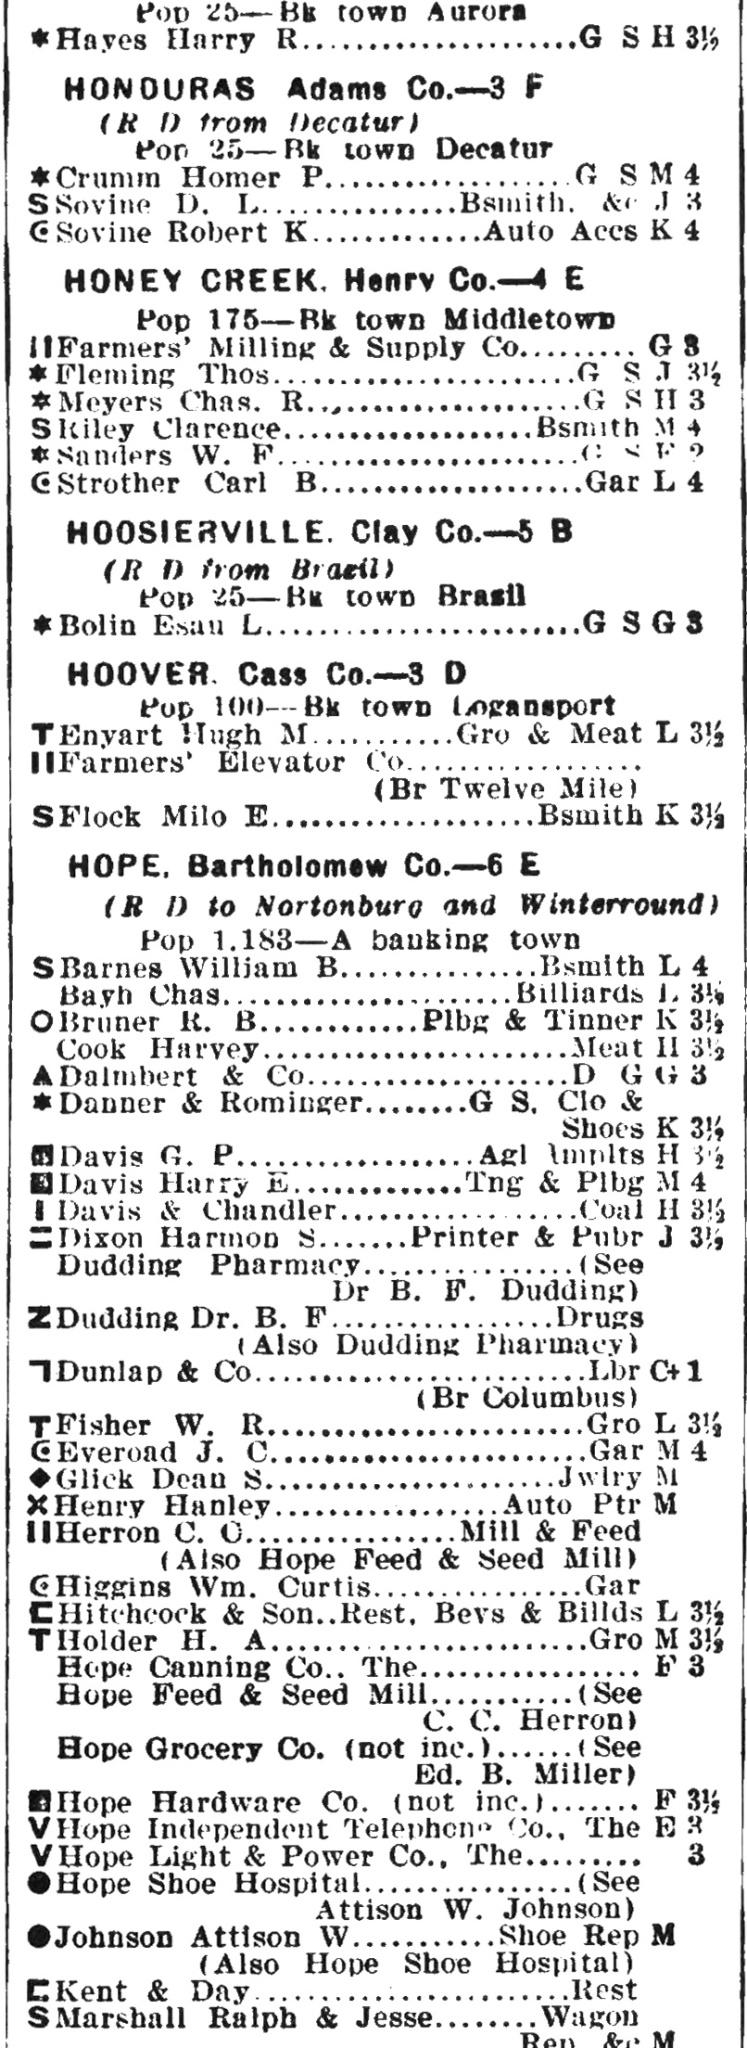 Pop 25—Bk town Aurora
✶Hayes Harry R....................G S H 3½
HONDURAS Adams Co.—3 F
(R D from Decatur)
Pop 25—Bk town Decatur
✶Crumm Homer P..................G S M 4
S Sovine D. L...............Bsmith. &c J 3
Sovine Robert K............Auto Accs K 4
HONEY CREEK. Henry Co.—4 E
Pop 175—Bk town Middletown
IIFarmers' Milling & Supply Co......... G 3
✶Fleming Thos......................G S J 3½
✶Meyers Chas. R....................G S H 3
S Riley Clarence..................Bsmith M 4
✶Sanders W. F......................
Strother Carl B...................Gar L 4
HOOSIERVILLE. Clay Co.—5 B
(R D from Brazil)
Pop 25—Bk town Brazil
✶Bolin Esau L.......................G S G 3
HOOVER. Cass Co.—3 D
Pop 100—Bk town Logansport
T Enyart Hugh M..........Gro & Meat L 3½
IIFarmers' Elevator Co.................
(Br Twelve Mile)
S Flock Milo E...................Bsmith K 3½
HOPE. Bartholomew Co.—6 E
(R D to Nortonburg and Winterround)
Pop 1,183—A banking town
S Barnes William B..............Bsmith L 4
Bayh Chas.....................Billiards L 3½
O Bruner R. B...........Plbg & Tinner K 3½
Cook Harvey.......................Meat H 3½
▲Dalmbert & Co...................D G G 3
✶Danner & Rominger........G S, Clo &
Shoes K 3½
Davis G. P.................Agl Implts H 3½
Davis Harry E............Tng & Plbg M 4
I Davis & Chandler.................Coal H 3½
=Dixon Harmon S.......Printer & Pubr J 3½
Dudding Pharmacy................(See
Dr B. F. Dudding)
Z Dudding Dr. B. F................Drugs
(Also Dudding Pharmacy)
ㄱDunlap & Co.......................Lbr C+1
(Br Columbus)
T Fisher W. R.......................Gro L 3½
Everoad J. C.......................Gar M 4
◆Glick Dean S.....................Jwlry M
✕Henry Hanley................Auto Ptr M
IIHerron C. C...............Mill & Feed
(Also Hope Feed & Seed Mill)
Higgins Wm. Curtis...............Gar
⊏Hitchcock & Son..Rest, Bevs & Billds L 3½
T Holder H. A.......................Gro M 3½
Hope Canning Co., The................ F 3
Hope Feed & Seed Mill..........(See
C. C. Herron)
Hope Grocery Co. (not inc.)......(See
Ed. B. Miller)
Hope Hardware Co. (not inc.)....... F 3½
V Hope Independent Telephone Co., The E 3
V Hope Light & Power Co., The......... 3
●Hope Shoe Hospital................(See
Attison W. Johnson)
●Johnson Attison W...........Shoe Rep M
(Also Hope Shoe Hospital)
⊏Kent & Day........................Rest
S Marshall Ralph & Jesse........Wagon
Rep, &c M